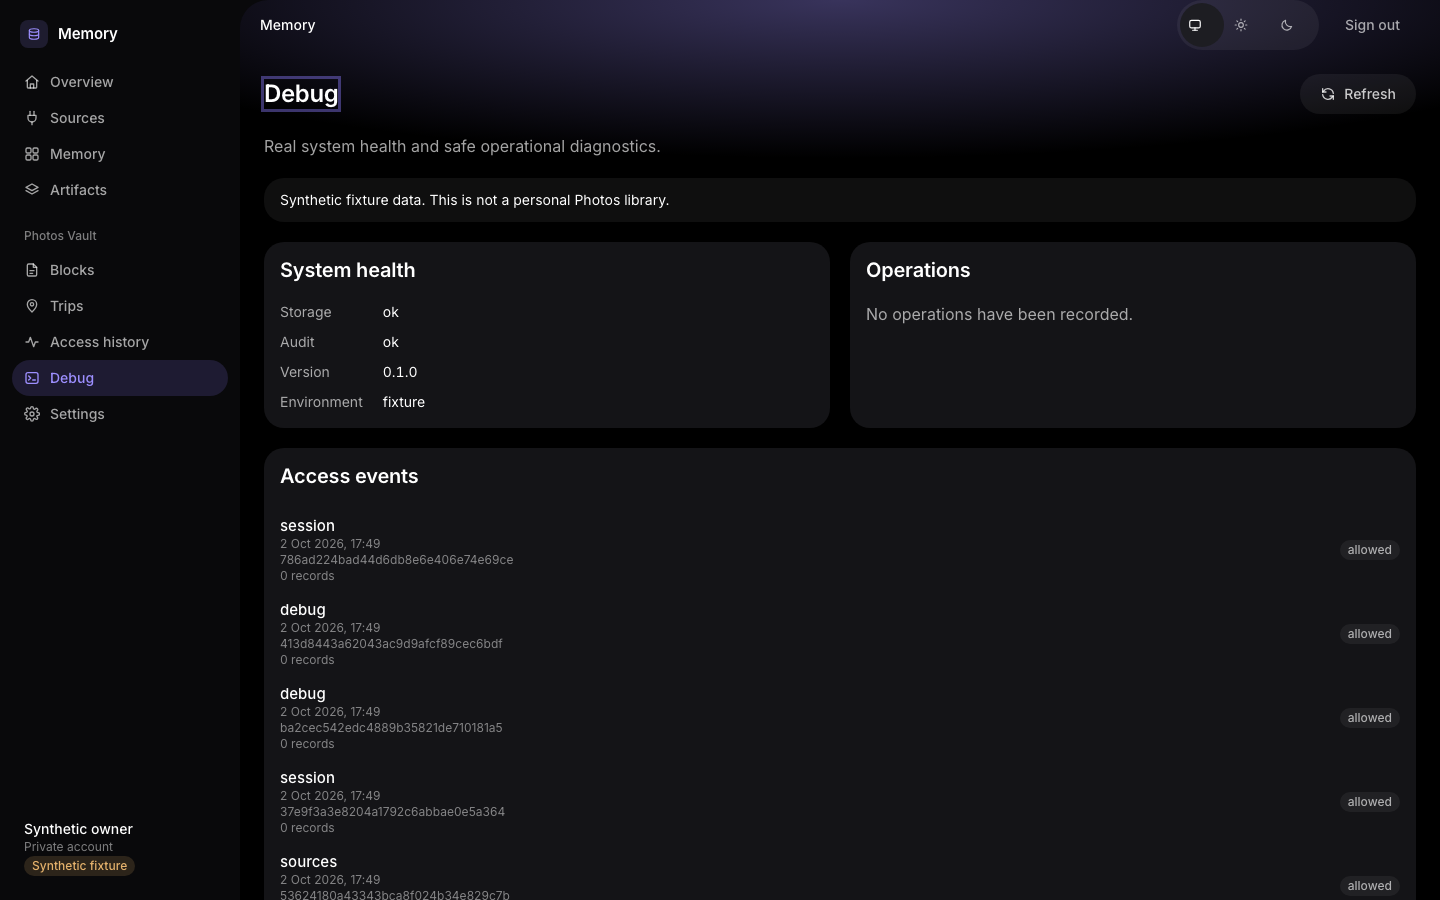 Memory
Overview
Sources
Memory
Artifacts
Photos Vault
Blocks
Trips
Access history
Debug
Settings
Synthetic owner
Private account
Synthetic fixture
Memory
Sign out
Debug
Refresh
Real system health and safe operational diagnostics.
Synthetic fixture data. This is not a personal Photos library.
System health
Storage ok
Audit ok
Version 0.1.0
Environment fixture
Operations
No operations have been recorded.
Access events
session
2 Oct 2026, 17:49
786ad224bad44d6db8e6e406e74e69ce
0 records
allowed
debug
2 Oct 2026, 17:49
413d8443a62043ac9d9afcf89cec6bdf
0 records
allowed
debug
2 Oct 2026, 17:49
ba2cec542edc4889b35821de710181a5
0 records
allowed
session
2 Oct 2026, 17:49
37e9f3a3e8204a1792c6abbae0e5a364
0 records
allowed
sources
2 Oct 2026, 17:49
53624180a43343bca8f024b34e829c7b
allowed